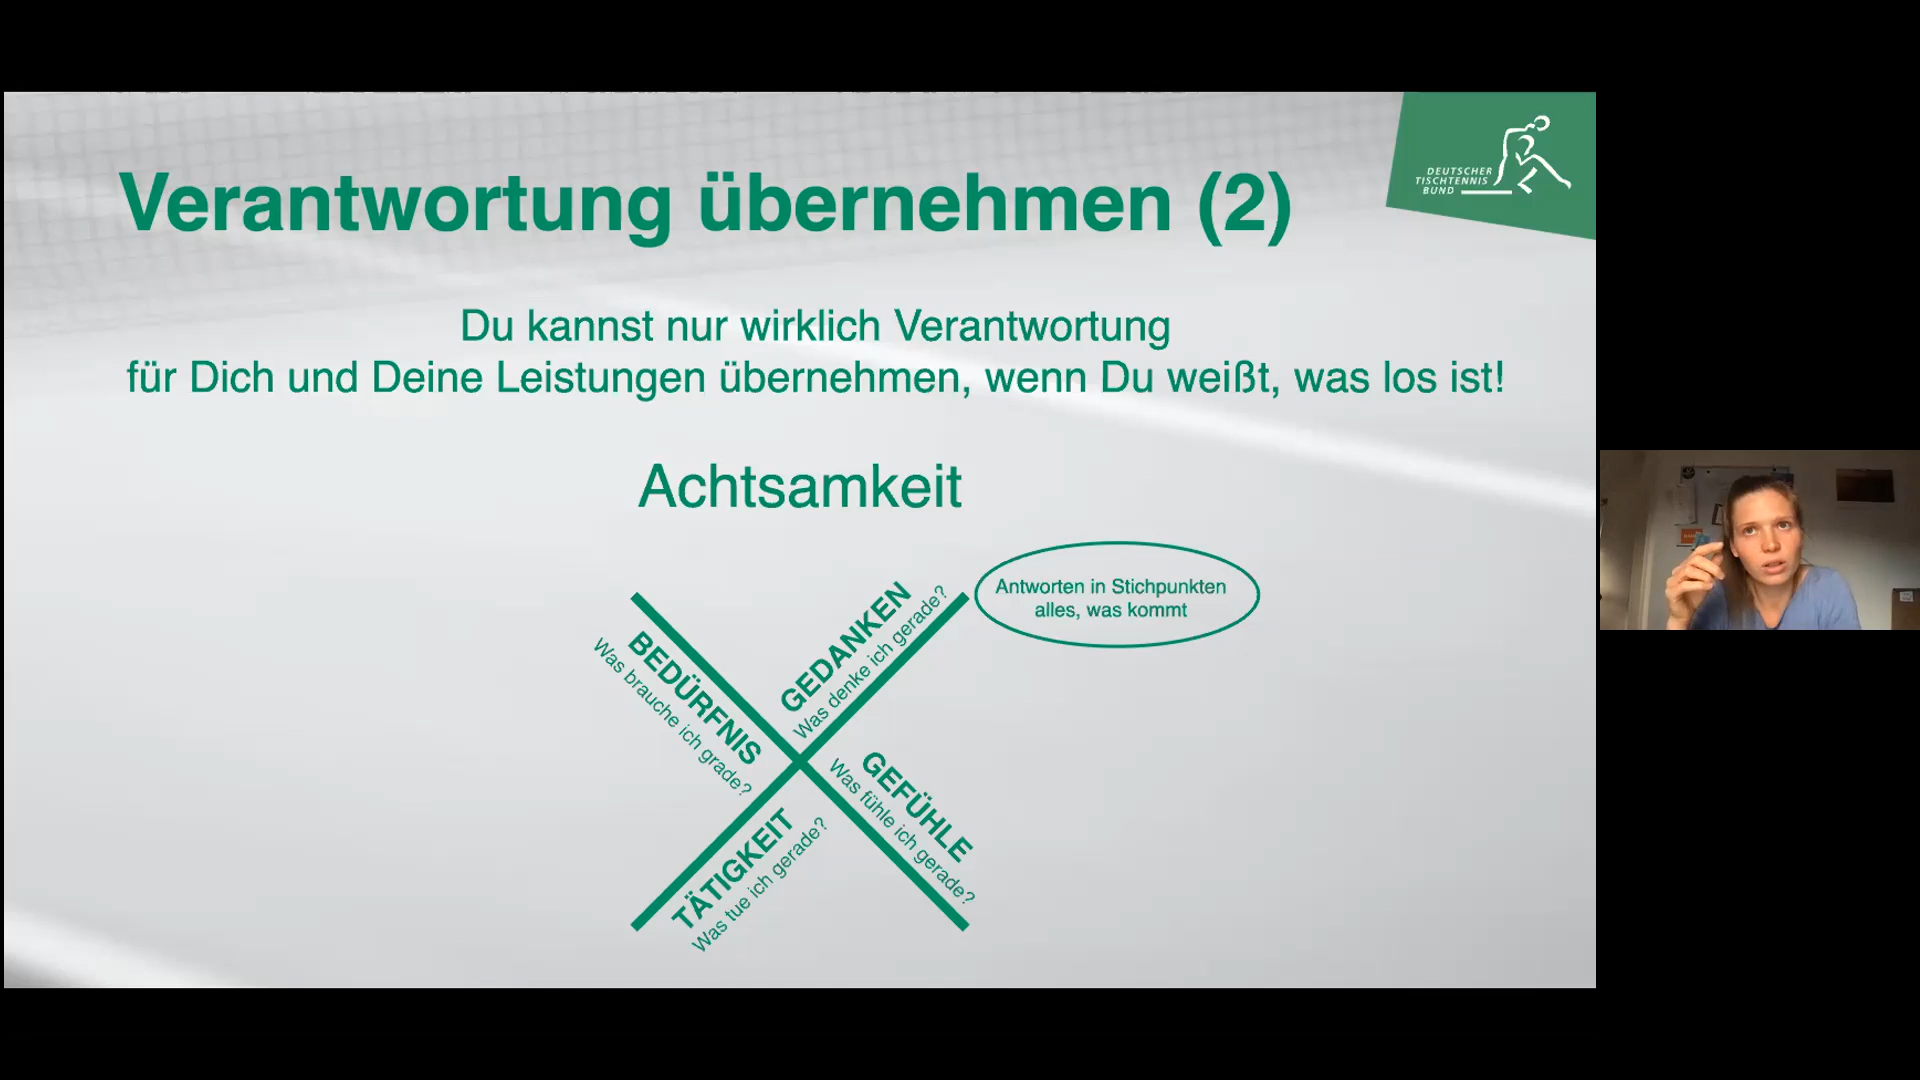 Verantwortung übernehmen (2)
DEUTSCHER
TISCHTENNIS
BUND
Du kannst nur wirklich Verantwortung
für Dich und Deine Leistungen übernehmen, wenn Du weißt, was los ist!
Achtsamkeit
Antworten in Stichpunkten
alles, was kommt
BEDÜRFNIS
Was brauche ich grade?
GEDANKEN
Was denke ich gerade?
TÄTIGKEIT
Was tue ich gerade?
GEFÜHLE
Was fühle ich gerade?